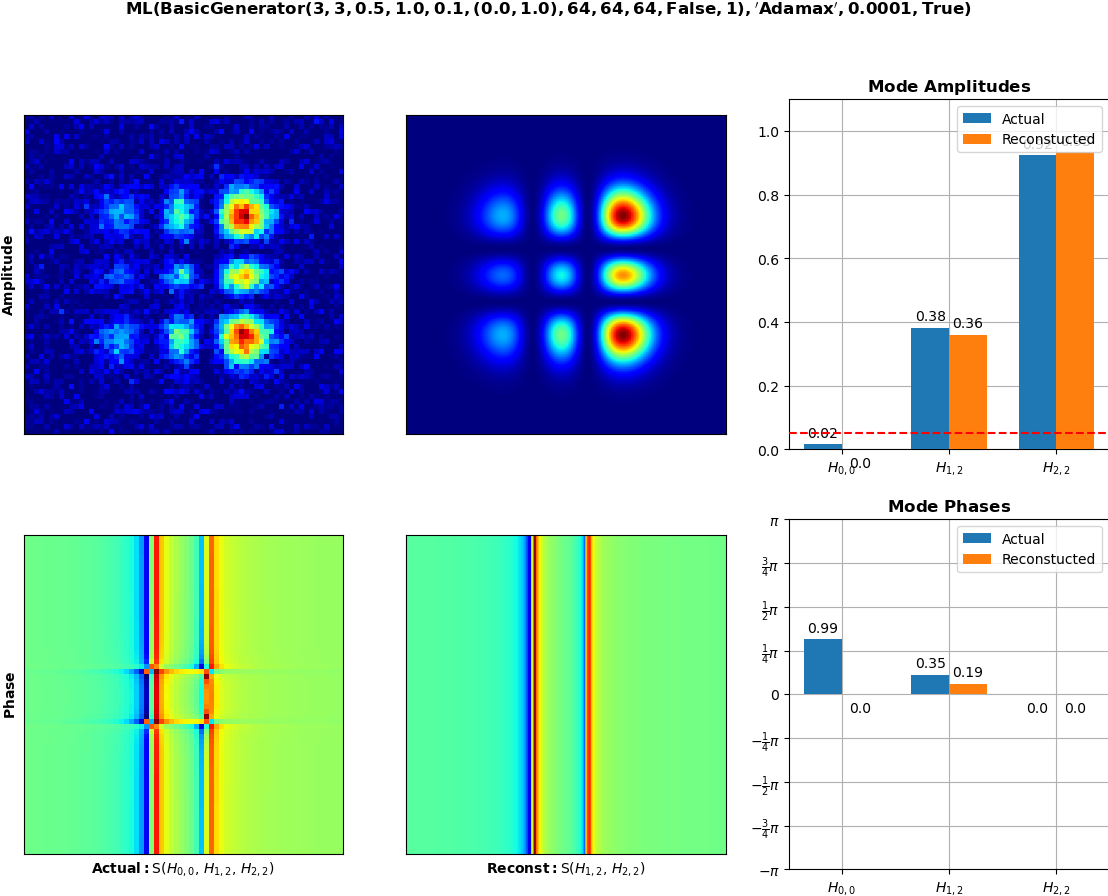 ML(BasicGenerator(3, 3, 0.5, 1.0, 0.1, (0.0, 1.0), 64, 64, 64, False, 1), 'Adamax', 0.0001, True)
Mode Amplitudes
Amplitude
Actual
Reconstucted
1.0
0.8
0.6
0.4
0.2
0.0
0.02
0.0
0.38
0.36
0.92
H0,0
H1,2
H2,2
Mode Phases
Phase
Actual
Reconstucted
π
3/4π
1/2π
1/4π
0
−1/4π
−1/2π
−3/4π
−π
0.99
0.0
0.35
0.19
0.0
0.0
H0,0
H1,2
H2,2
Actual: S(H0,0, H1,2, H2,2)
Reconst: S(H1,2, H2,2)